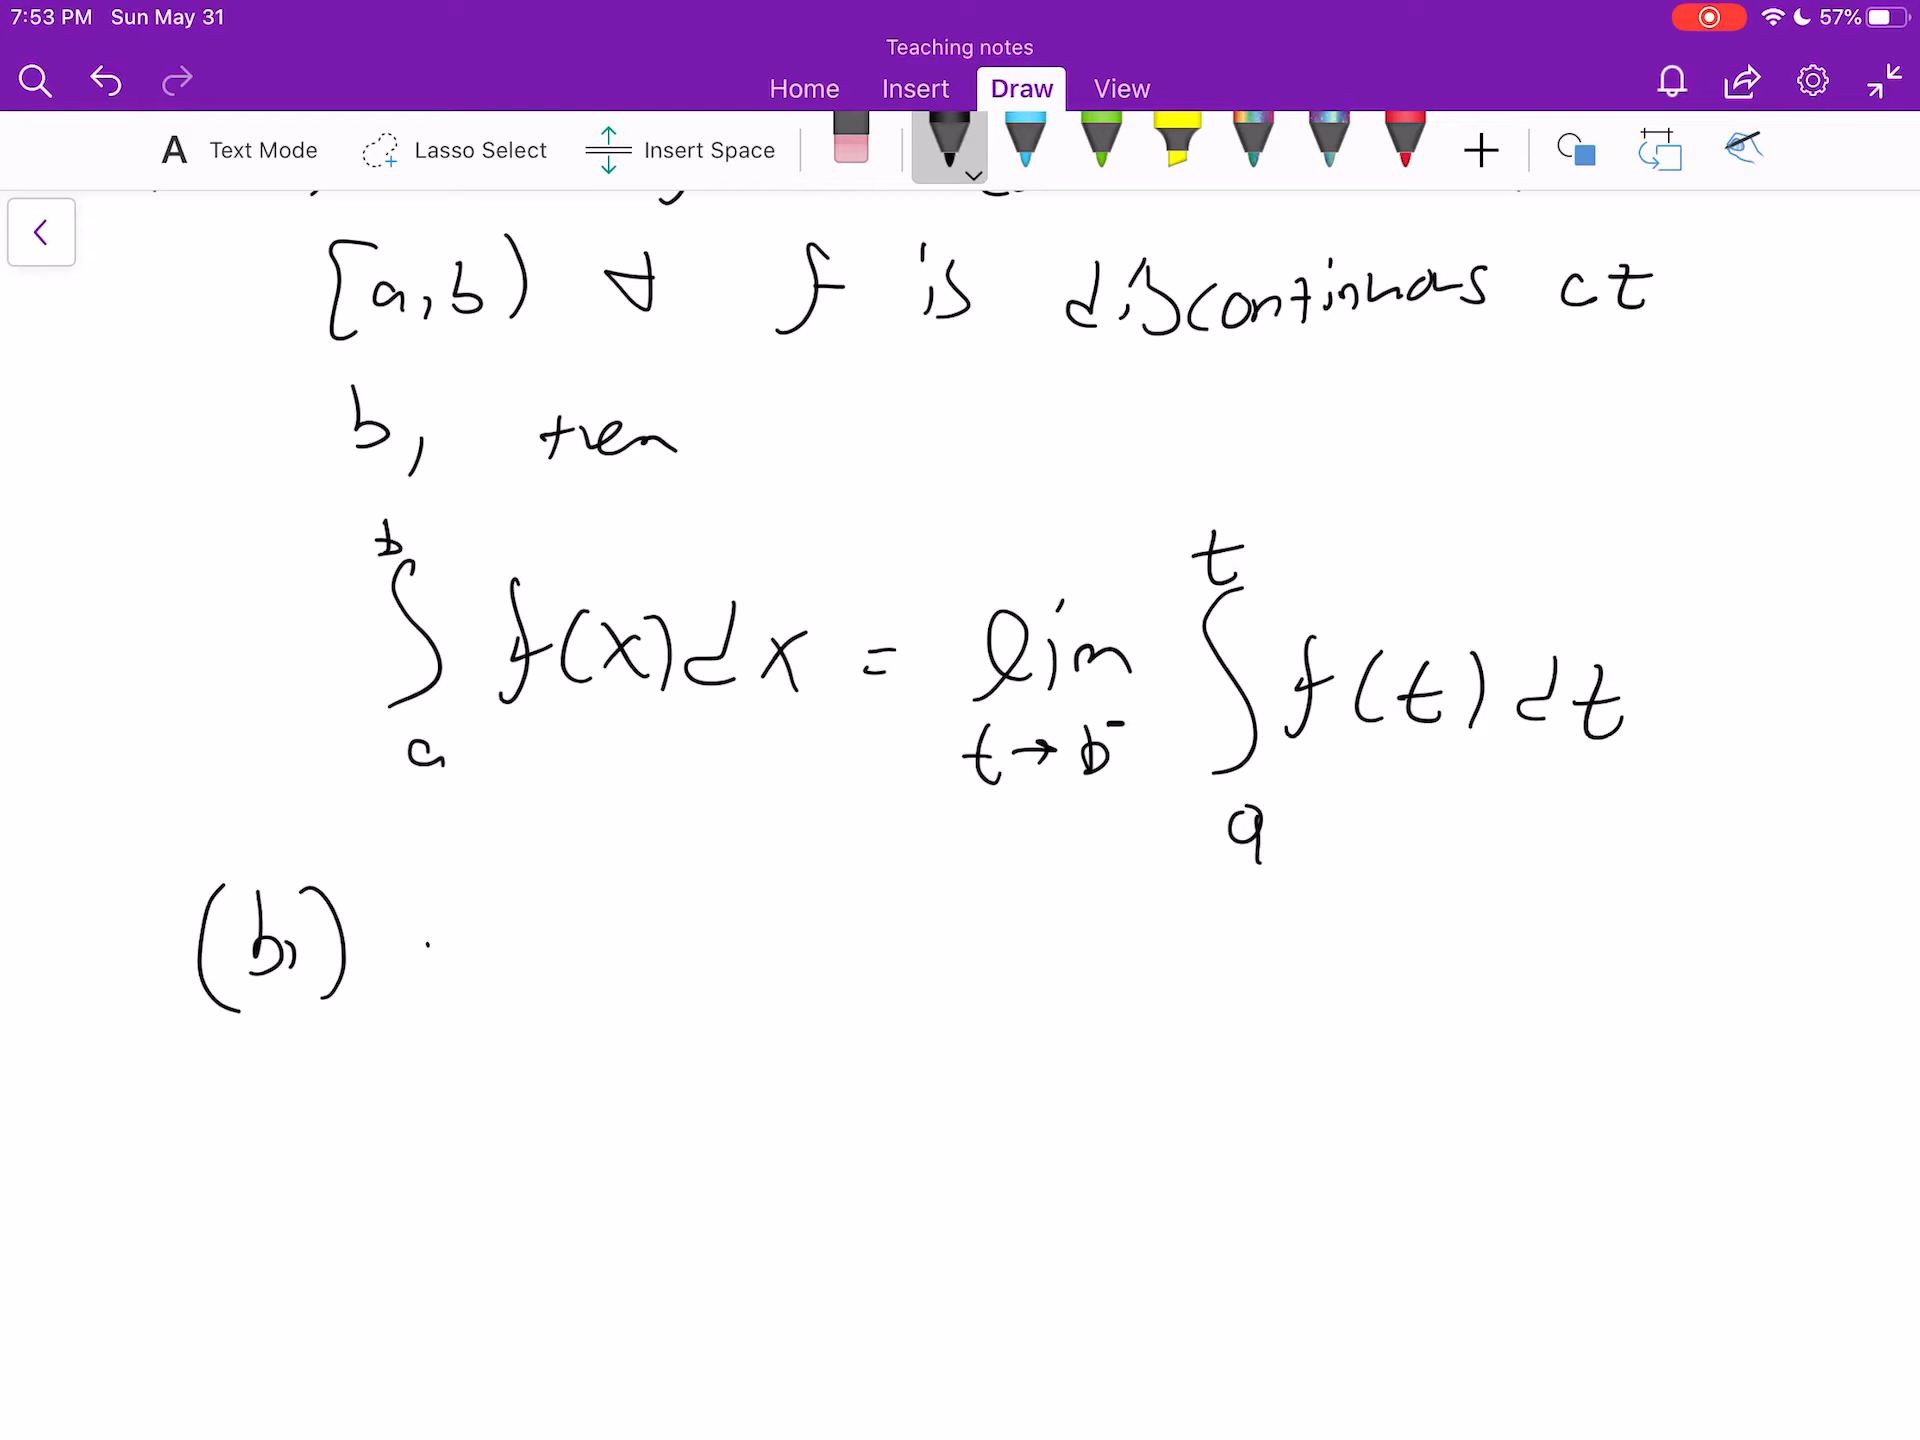 7:53 PM Sun May 31
57%
Teaching notes
Home Insert Draw View
A Text Mode Lasso Select Insert Space
[a,b) & f is discontinuous at
b, then
∫_a^b f(x)dx = lim_{t→b⁻} ∫_a^t f(t)dt
(b)